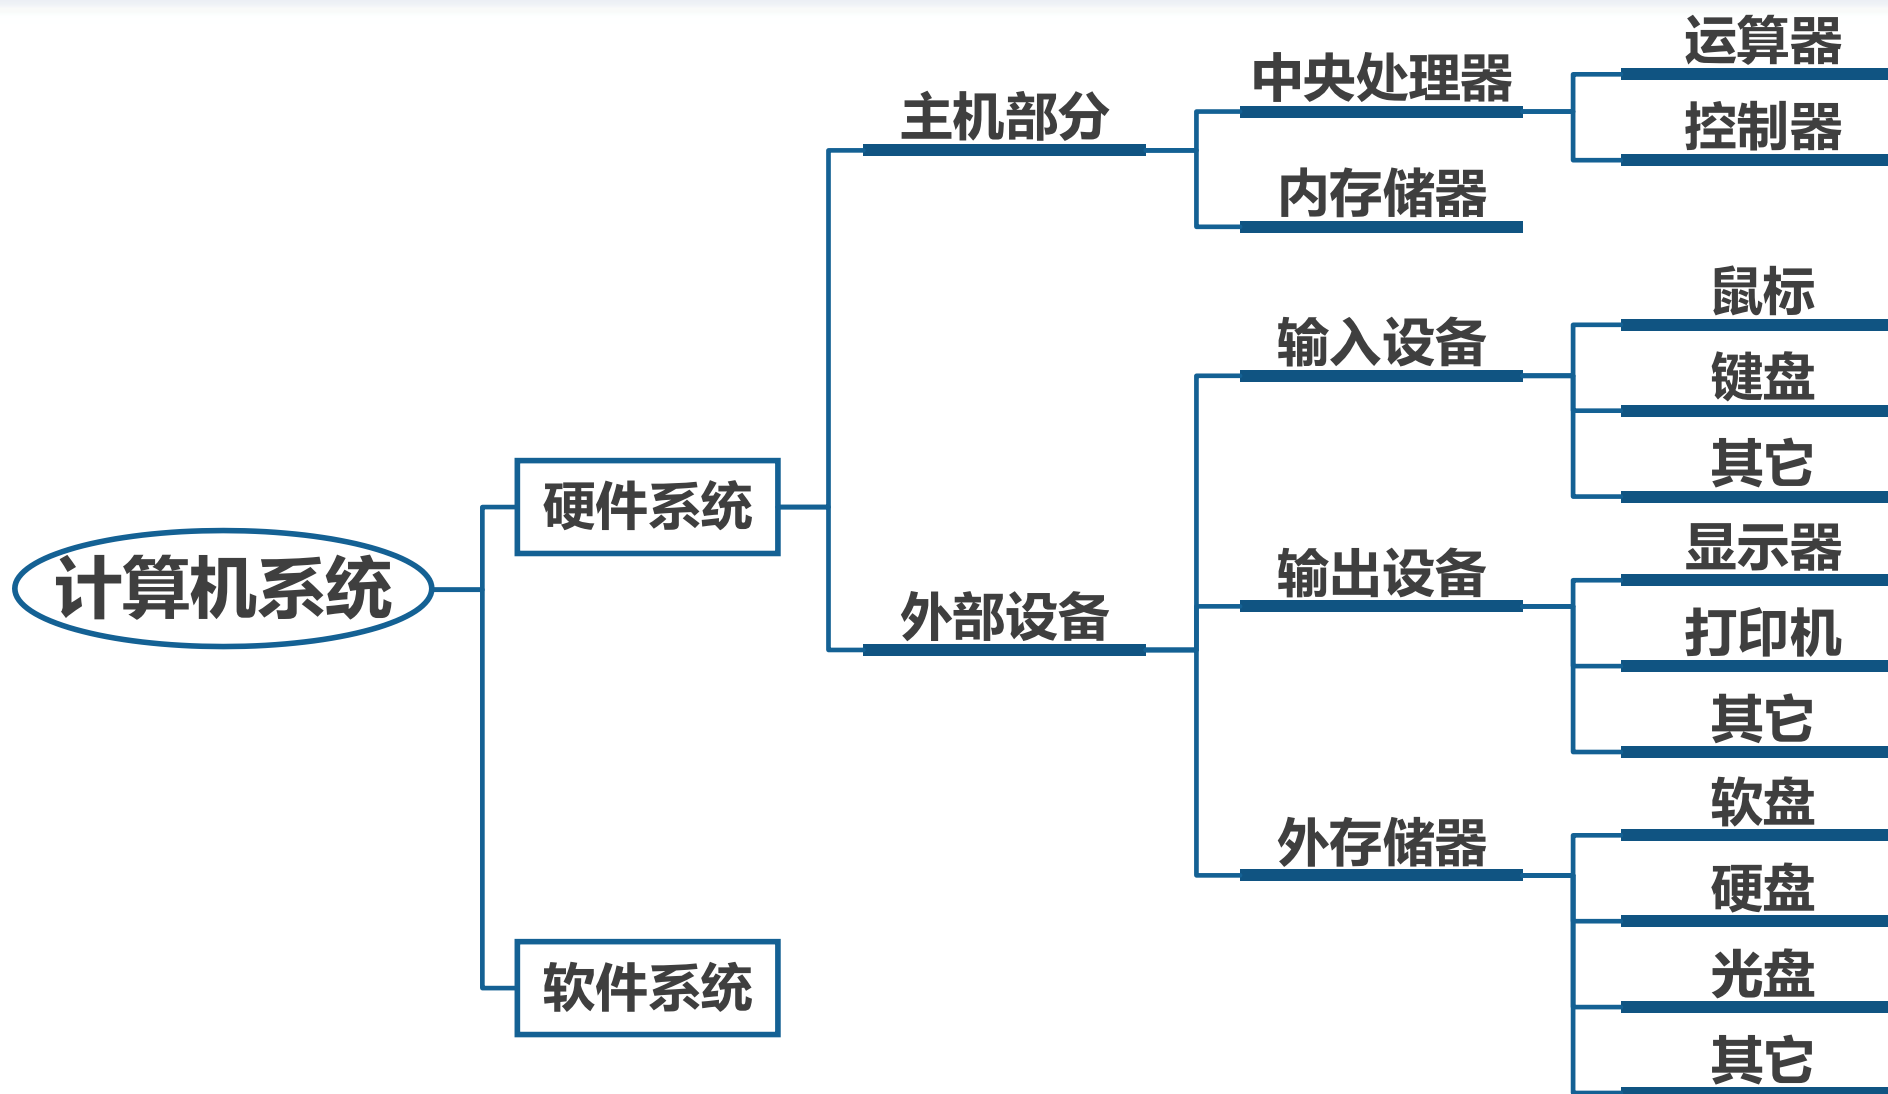 计算机系统
硬件系统
主机部分
中央处理器
运算器
控制器
内存储器
外部设备
输入设备
鼠标
键盘
其它
输出设备
显示器
打印机
其它
外存储器
软盘
硬盘
光盘
其它
软件系统